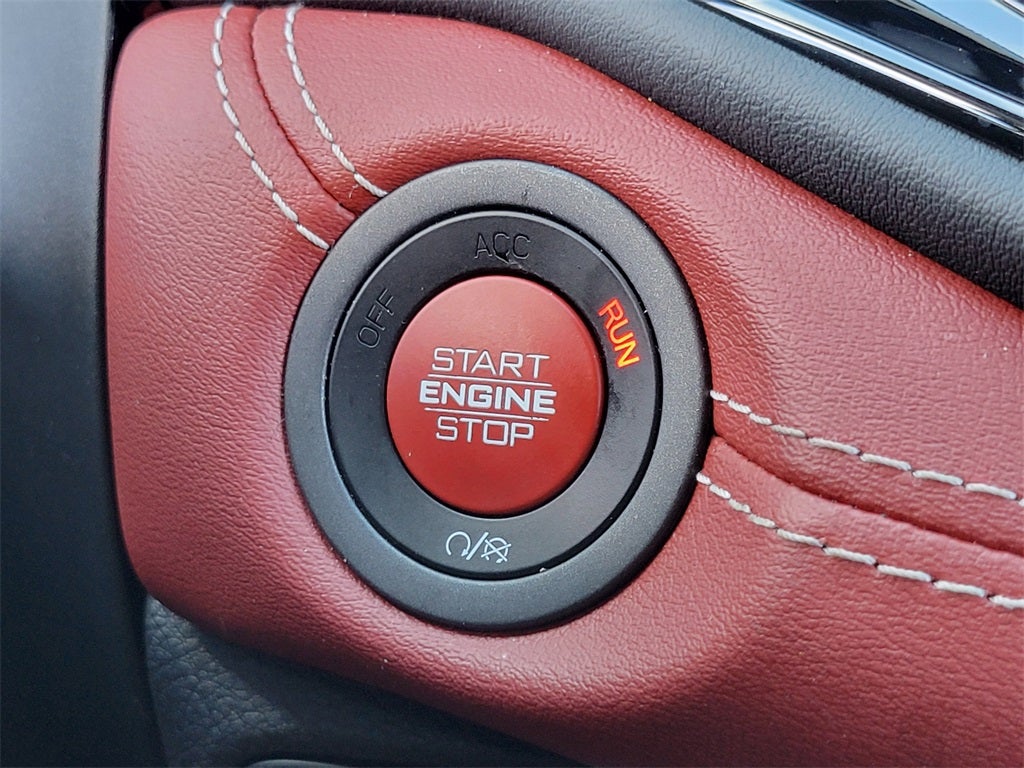 ACC
OFF
RUN
START
ENGINE
STOP